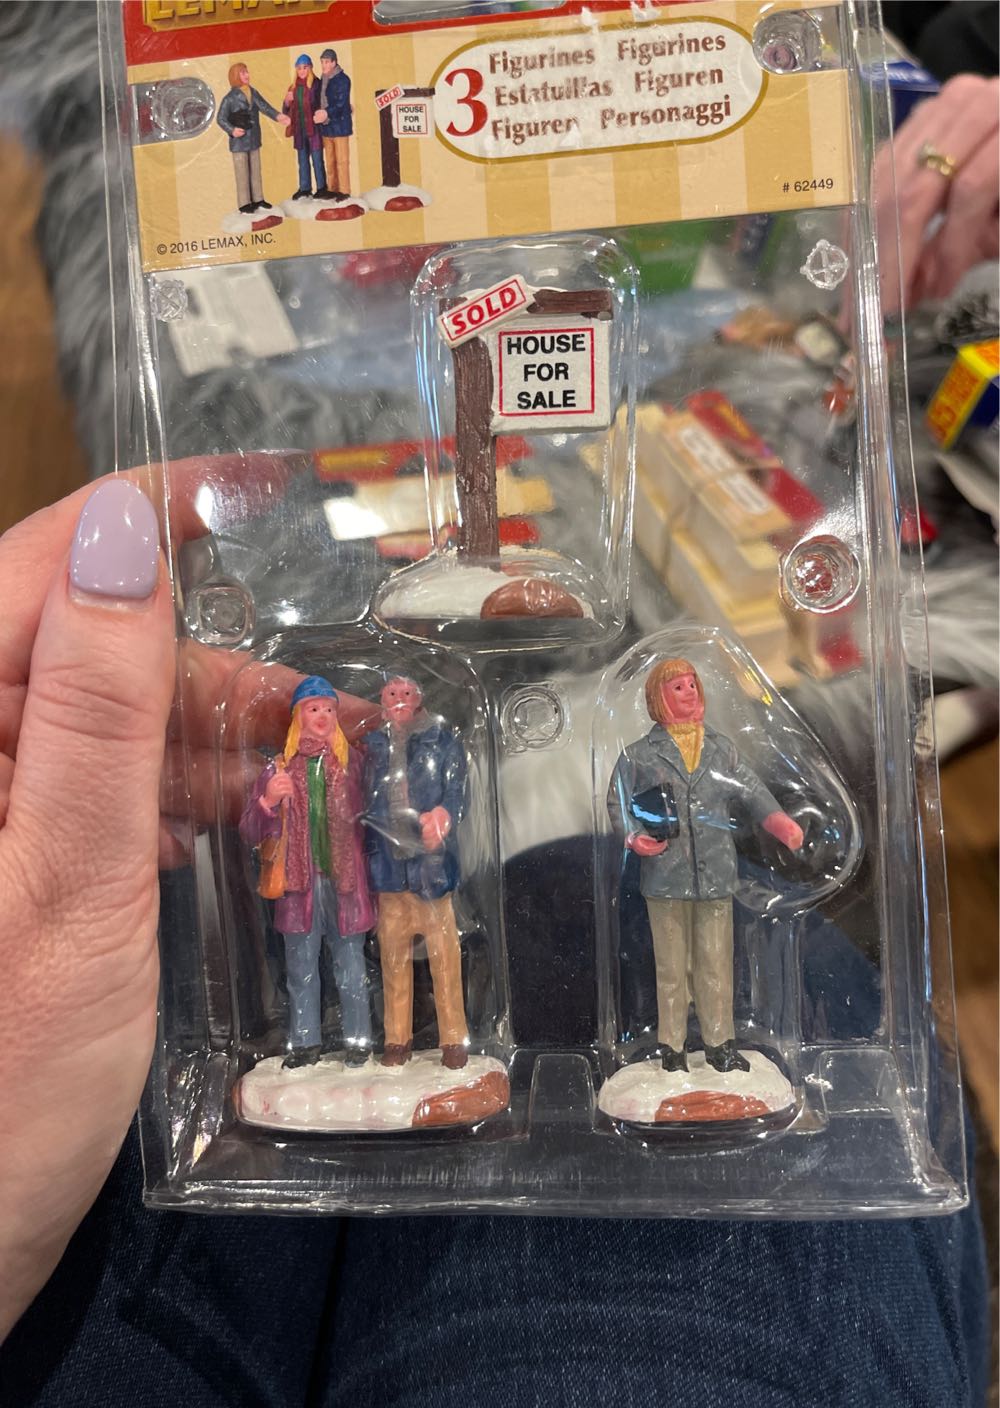 LEMAX
3
Figurines Figurines
Estatuillas Figuren
Figuren Personaggi
SOLD
HOUSE
FOR
SALE
# 62449
© 2016 LEMAX, INC.
SOLD
HOUSE
FOR
SALE